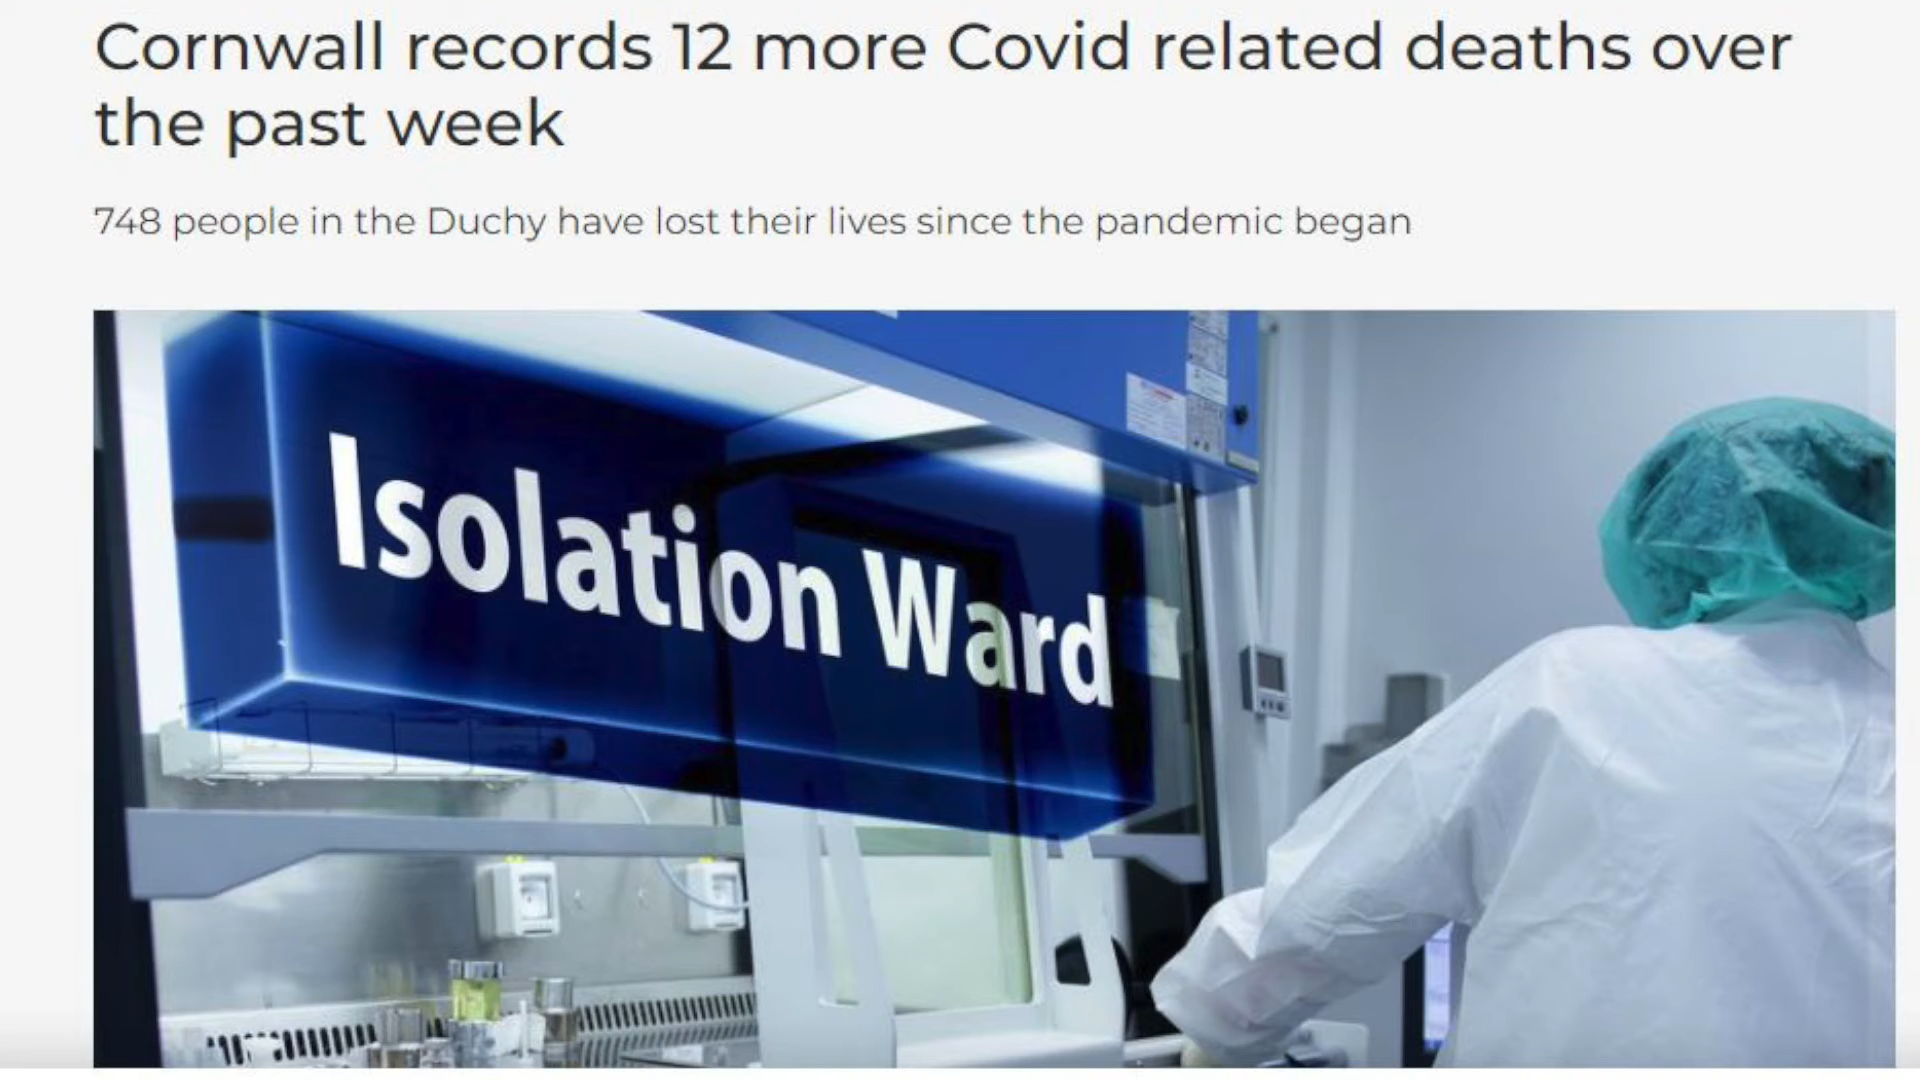 Cornwall records 12 more Covid related deaths over
the past week
748 people in the Duchy have lost their lives since the pandemic began
Isolation Ward